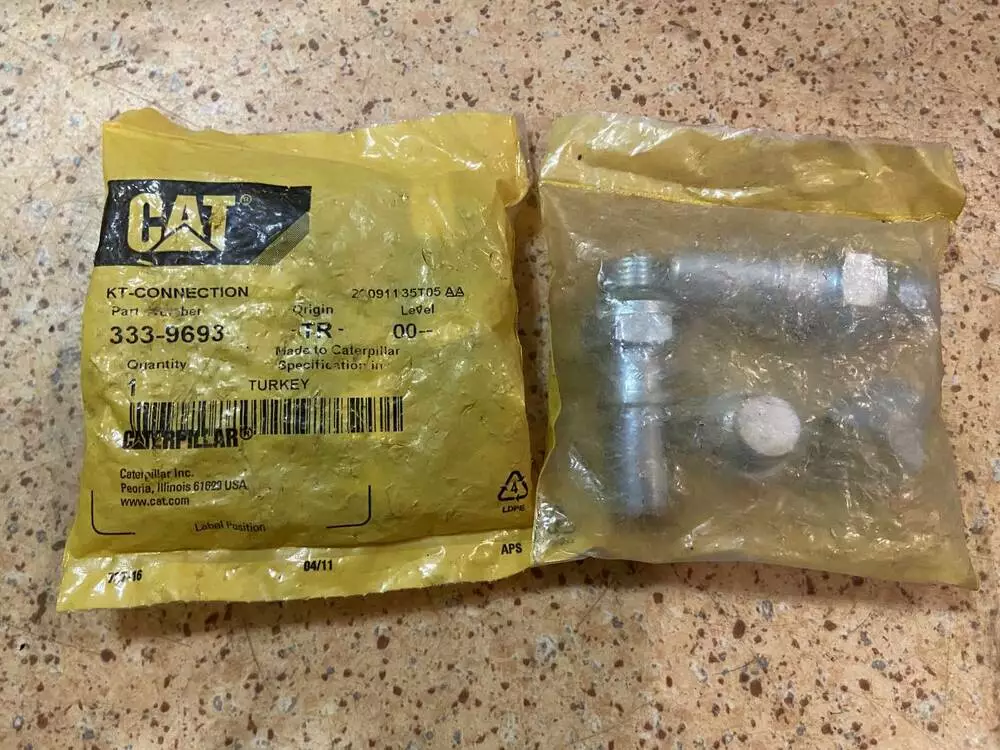 CAT®
KT-CONNECTION
AA
Part Origin Level
333-9693 -TR- 00--
Quantity Made to Caterpillar
Specification in
1 TURKEY
CATERPILLAR®
Caterpillar Inc.
Peoria, Illinois 61629 USA
www.cat.com
4
LDPE
Label Position
04/11
APS